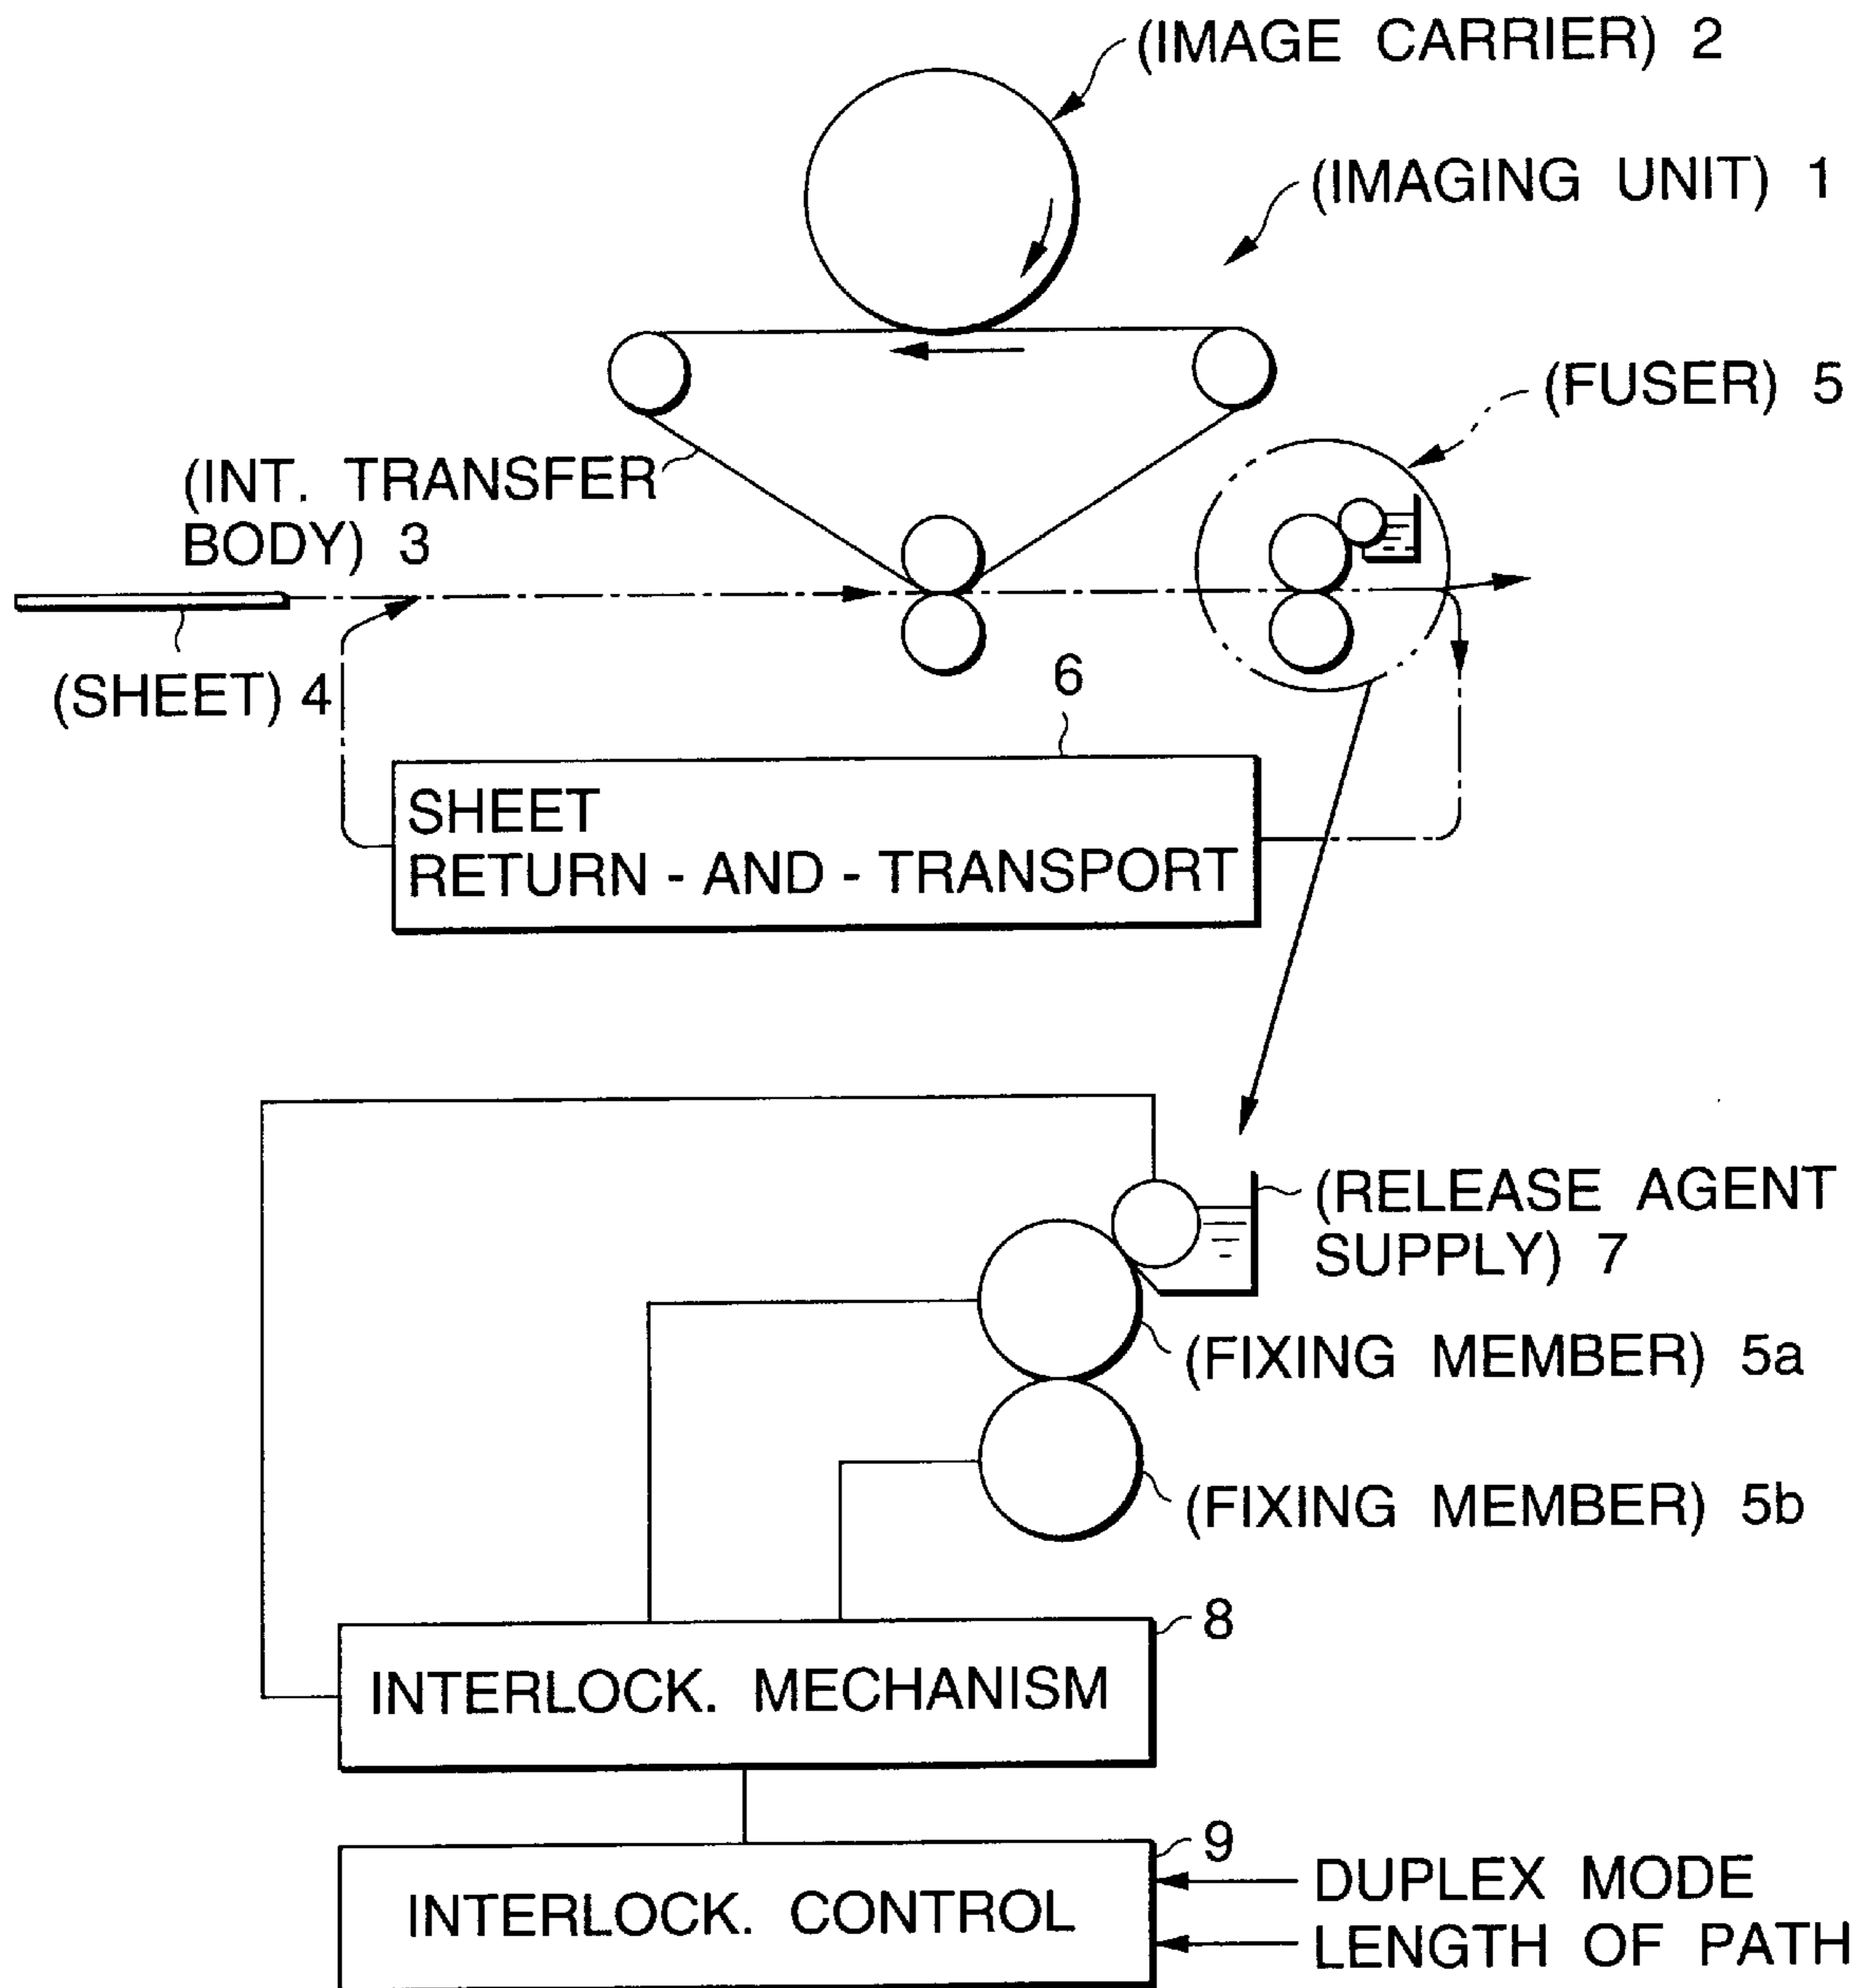 (IMAGE CARRIER) 2
(IMAGING UNIT) 1
(FUSER) 5
(INT. TRANSFER
BODY) 3
(SHEET) 4
6
SHEET
RETURN - AND - TRANSPORT
(RELEASE AGENT
SUPPLY) 7
(FIXING MEMBER) 5a
(FIXING MEMBER) 5b
8
INTERLOCK. MECHANISM
9
INTERLOCK. CONTROL
DUPLEX MODE
LENGTH OF PATH